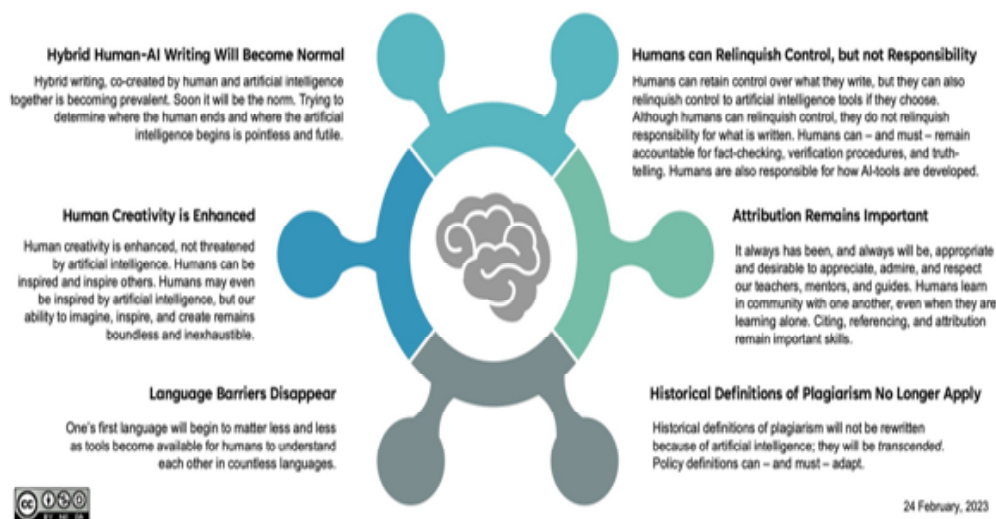 Hybrid Human-AI Writing Will Become Normal
Hybrid writing, co-created by human and artificial intelligence
together is becoming prevalent. Soon it will be the norm. Trying to
determine where the human ends and where the artificial
intelligence begins is pointless and futile.
Humans can Relinquish Control, but not Responsibility
Humans can retain control over what they write, but they can also
relinquish control to artificial intelligence tools if they choose.
Although humans can relinquish control, they do not relinquish
responsibility for what is written. Humans can – and must – remain
accountable for fact-checking, verification procedures, and truth-
telling. Humans are also responsible for how AI-tools are developed.
Human Creativity is Enhanced
Human creativity is enhanced, not threatened
by artificial intelligence. Humans can be
inspired and inspire others. Humans may even
be inspired by artificial intelligence, but our
ability to imagine, inspire, and create remains
boundless and inexhaustible.
Attribution Remains Important
It always has been, and always will be, appropriate
and desirable to appreciate, admire, and respect
our teachers, mentors, and guides. Humans learn
in community with one another, even when they are
learning alone. Citing, referencing, and attribution
remain important skills.
Language Barriers Disappear
One's first language will begin to matter less and less
as tools become available for humans to understand
each other in countless languages.
Historical Definitions of Plagiarism No Longer Apply
Historical definitions of plagiarism will not be rewritten
because of artificial intelligence; they will be transcended.
Policy definitions can – and must – adapt.
cc
BY NC SA
24 February, 2023